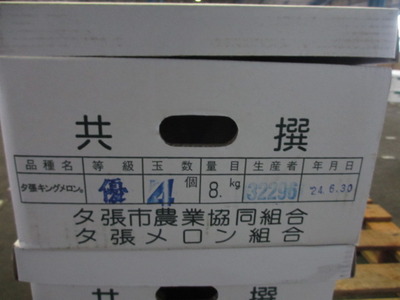 共 撰
品種名 等級 玉数 量目 生産者 年月日
夕張キングメロン 優 4個 8.kg 32296 '24.6.30
夕張市農業協同組合
夕張メロン組合
共 撰